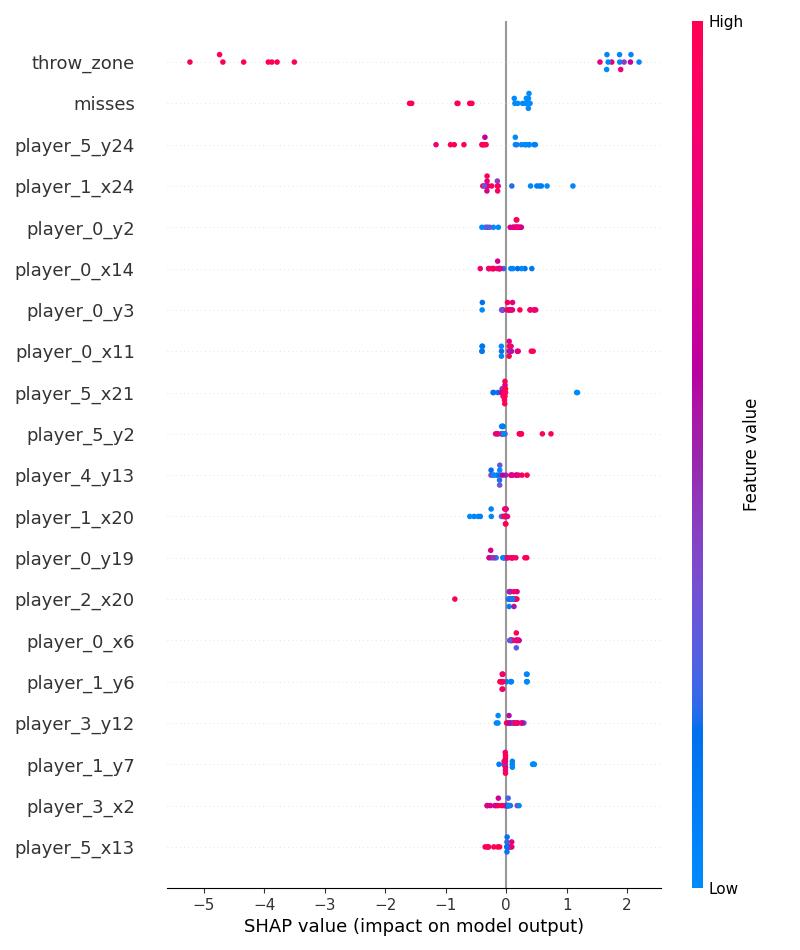 High
throw_zone
misses
player_5_y24
player_1_x24
player_0_y2
player_0_x14
player_0_y3
player_0_x11
player_5_x21
player_5_y2
player_4_y13
player_1_x20
player_0_y19
player_2_x20
player_0_x6
player_1_y6
player_3_y12
player_1_y7
player_3_x2
player_5_x13
Feature value
Low
−5 −4 −3 −2 −1 0 1 2
SHAP value (impact on model output)